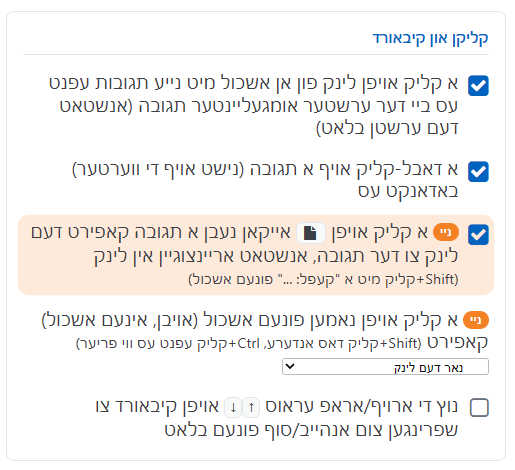 קליקן און קיבאורד
א קליק אויפן לינק פון אן אשכול מיט נייע תגובות עפנט
עס ביי דער ערשטער אומגעליינטער תגובה (אנשטאט
דעם ערשטן בלאט)
א דאבל-קליק אויף א תגובה (נישט אויף די ווערטער)
באדאנקט עס
ניי א קליק אויפן אייקאן נעבן א תגובה קאפירט דעם
לינק צו דער תגובה, אנשטאט אריינצוגיין אין לינק
(Shift+קליק מיט א "קעפל: ..." פונעם אשכול)
ניי א קליק אויפן נאמען פונעם אשכול (אויבן, אינעם אשכול)
קאפירט (Shift+קליק דאס אנדערע, Ctrl+קליק עפנט עס ווי פריער)
נאר דעם לינק
נוץ די ארויף/אראפ עראוס ↑ ↓ אויפן קיבאורד צו
שפרינגען צום אנהייב/סוף פונעם בלאט